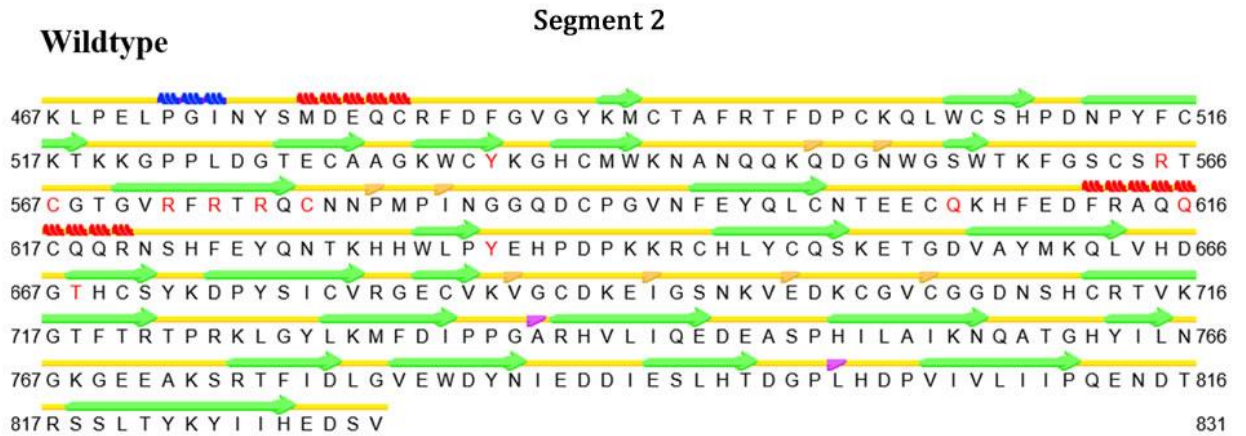 Segment 2
Wildtype
467 K L P E L P G I N Y S M D E Q C R F D F G V G Y K M C T A F R T F D P C K Q L W C S H P D N P Y F C 516
517 K T K K G P P L D G T E C A A G K W C Y K G H C M W K N A N Q Q K Q D G N W G S W T K F G S C S R T 566
567 C G T G V R F R T R Q C N N P M P I N G G Q D C P G V N F E Y Q L C N T E E C Q K H F E D F R A Q Q 616
617 C Q Q R N S H F E Y Q N T K H H W L P Y E H P D P K K R C H L Y C Q S K E T G D V A Y M K Q L V H D 666
667 G T H C S Y K D P Y S I C V R G E C V K V G C D K E I G S N K V E D K C G V C G G D N S H C R T V K 716
717 G T F T R T P R K L G Y L K M F D I P P G A R H V L I Q E D E A S P H I L A I K N Q A T G H Y I L N 766
767 G K G E E A K S R T F I D L G V E W D Y N I E D D I E S L H T D G P L H D P V I V L I I P Q E N D T 816
817 R S S L T Y K Y I I H E D S V 831